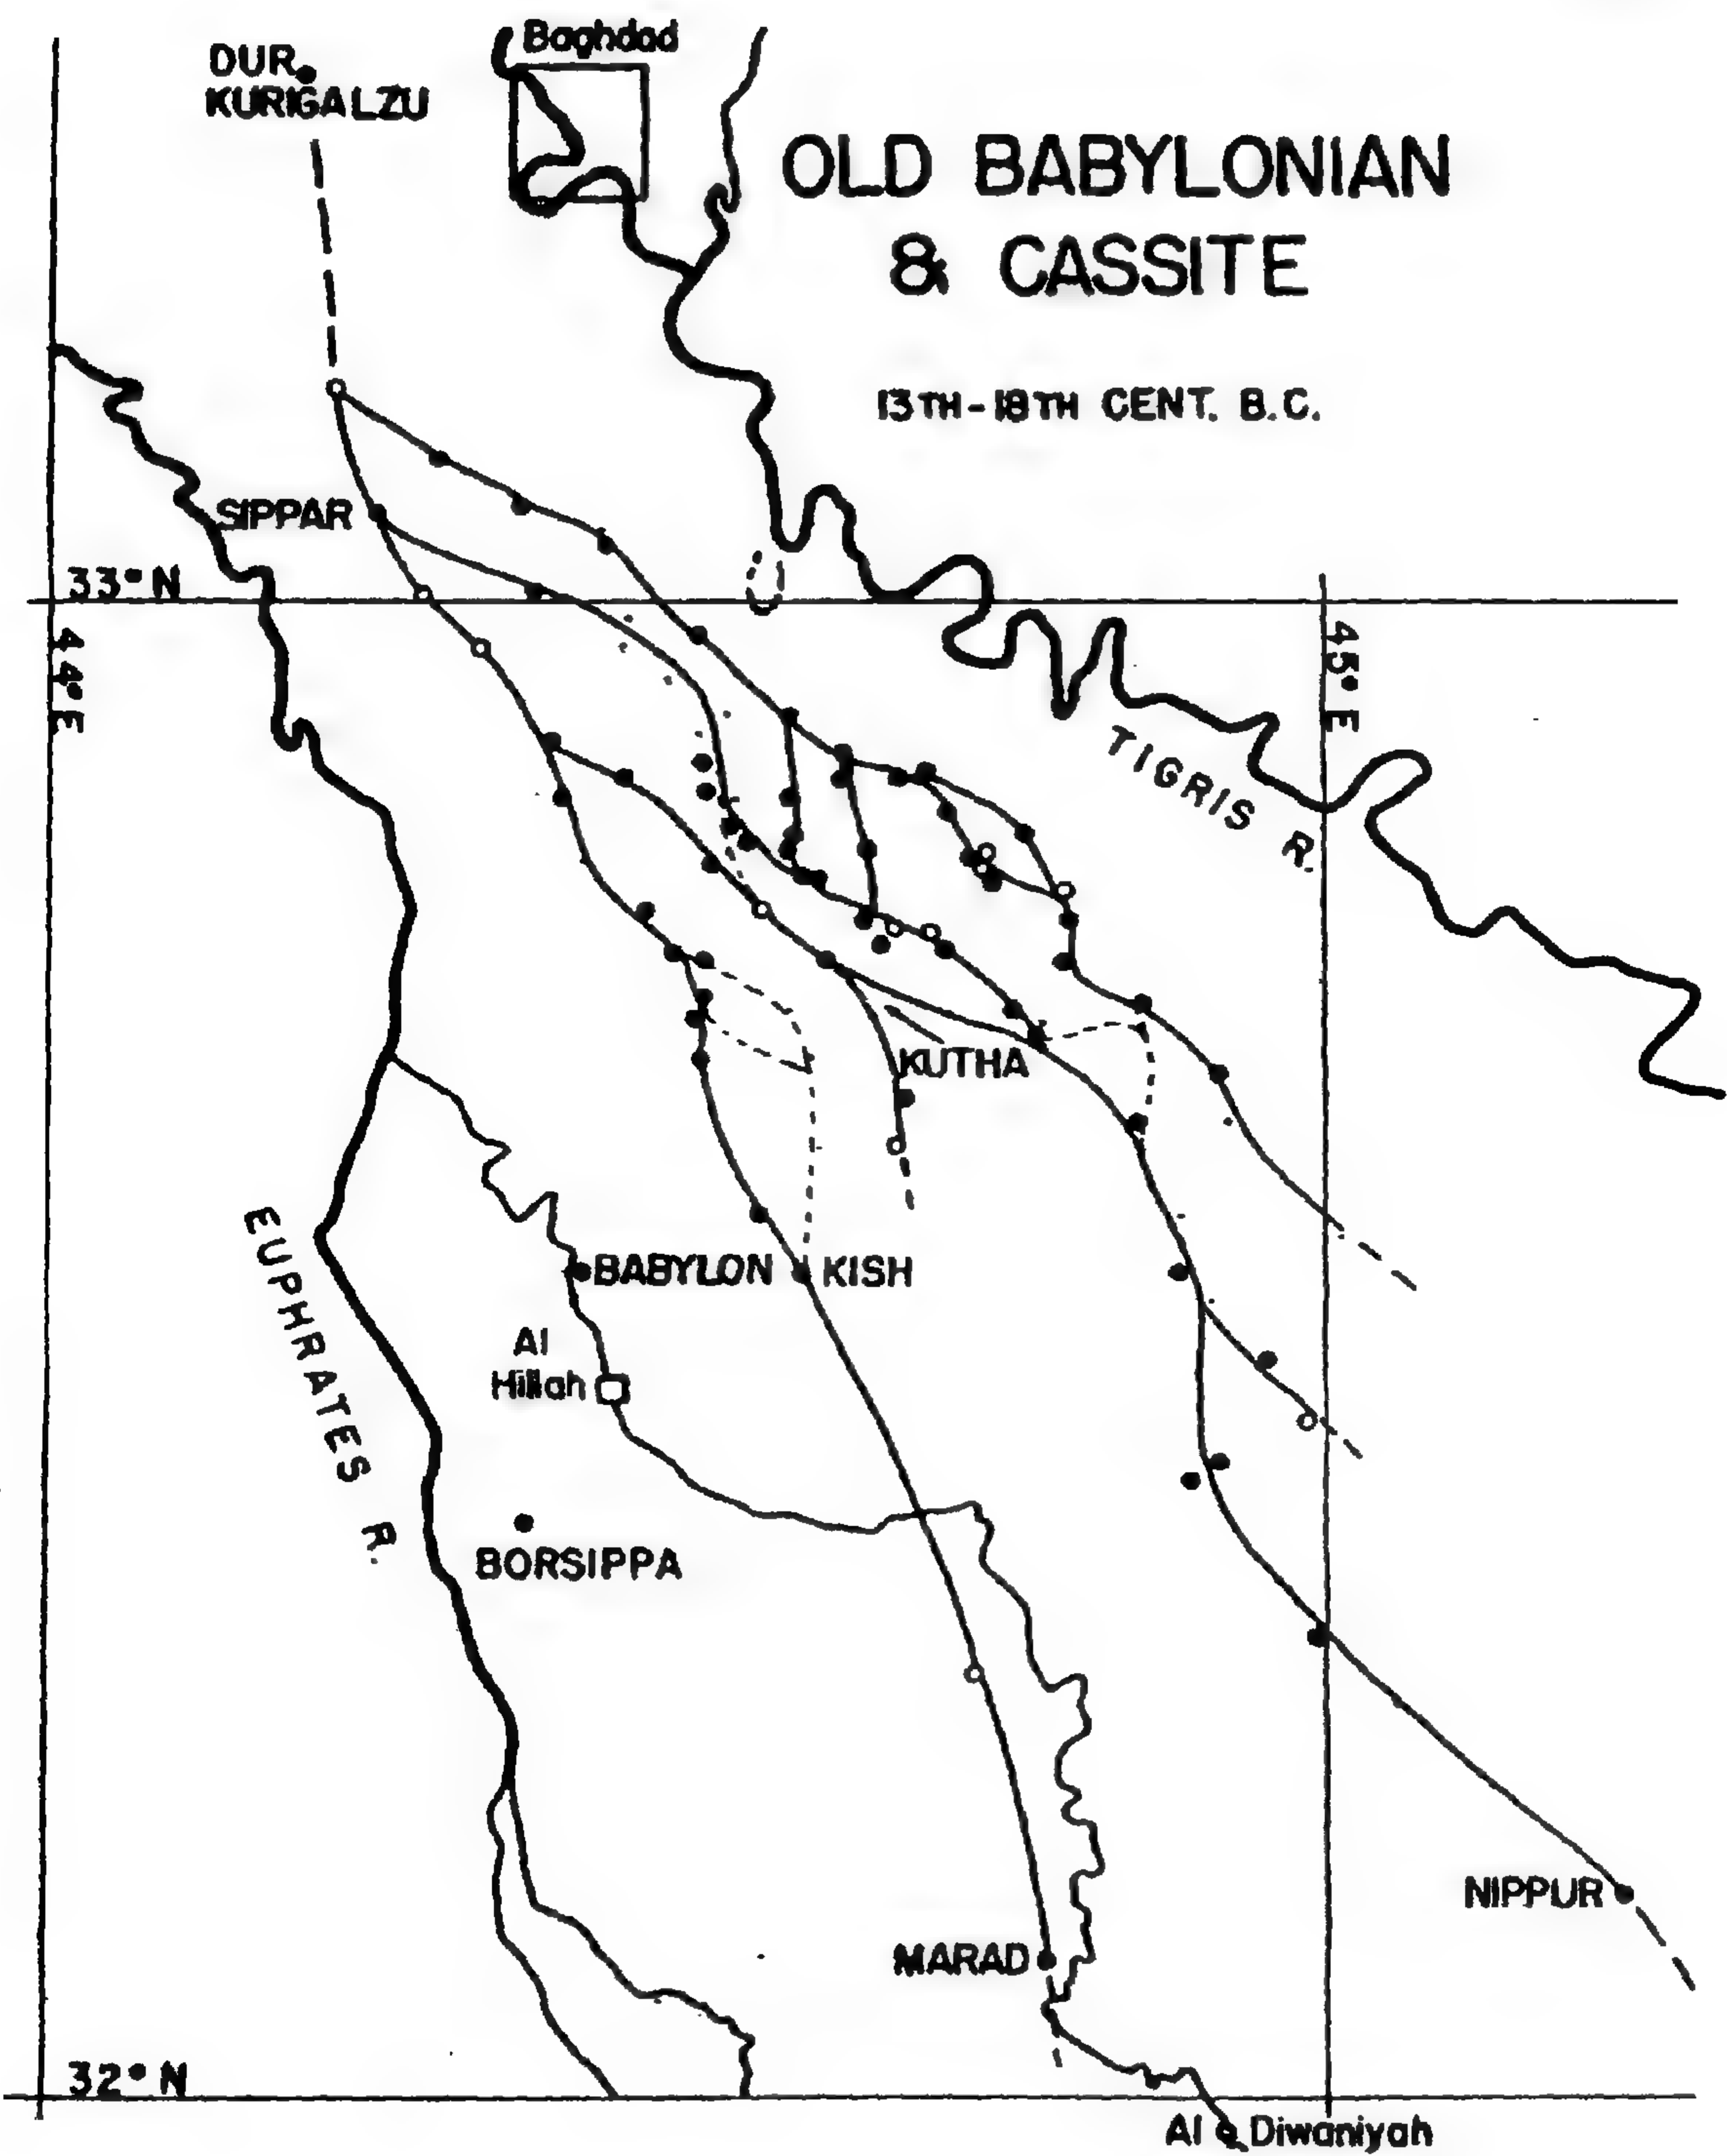 Baghdad
DUR
KURIGALZU
OLD BABYLONIAN
& CASSITE
13TH-18TH CENT. B.C.
SIPPAR
33° N
44° E
45° E
TIGRIS R.
KUTHA
BABYLON
KISH
EUPHRATES R.
Al
Hillah
BORSIPPA
NIPPUR
MARAD
32° N
Al Diwaniyah